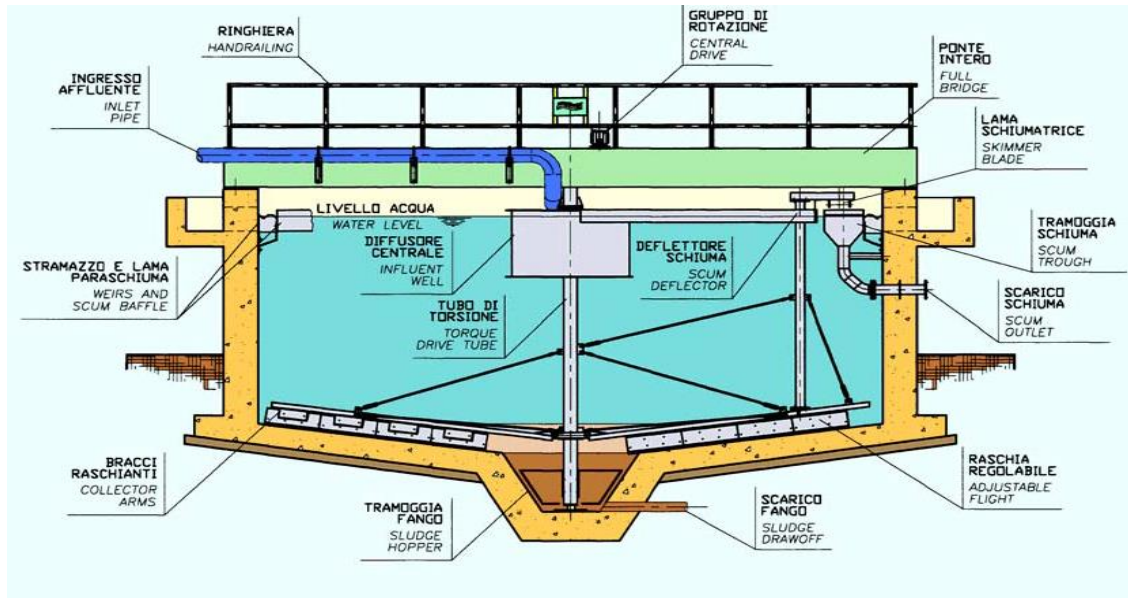 RINGHIERA
HANDRAILING
GRUPPO DI
ROTAZIONE
CENTRAL
DRIVE
PONTE
INTERO
FULL
BRIDGE
INGRESSO
AFFLUENTE
INLET
PIPE
LAMA
SCHIUMATRICE
SKIMMER
BLADE
LIVELLO ACQUA
WATER LEVEL
DIFFUSORE
CENTRALE
INFLUENT
WELL
DEFLETTORE
SCHIUMA
SCUM
DEFLECTOR
TRAMOGGIA
SCHIUMA
SCUM
TROUGH
STRAMAZZO E LAMA
PARASCHIUMA
WEIRS AND
SCUM BAFFLE
TUBO DI
TORSIONE
TORQUE
DRIVE TUBE
SCARICO
SCHIUMA
SCUM
OUTLET
BRACCI
RASCHIANTI
COLLECTOR
ARMS
TRAMOGGIA
FANGO
SLUDGE
HOPPER
SCARICO
FANGO
SLUDGE
DRAWOFF
RASCHIA
REGOLABILE
ADJUSTABLE
FLIGHT